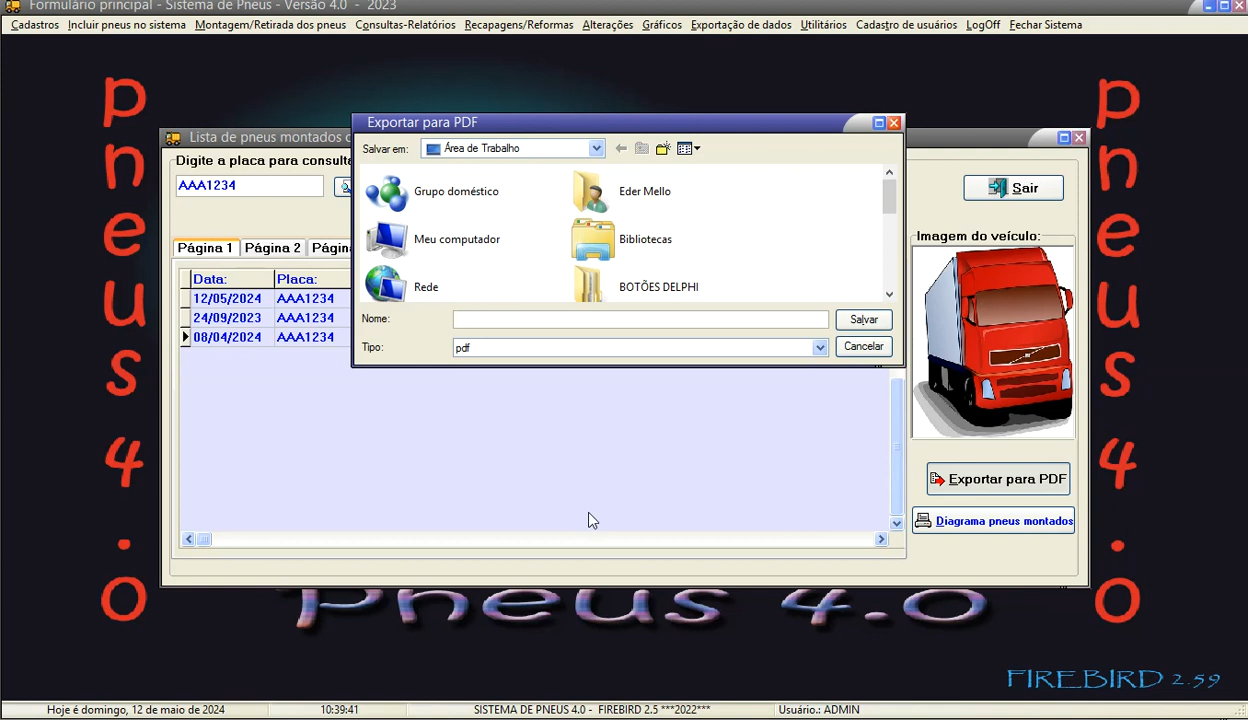 Formulário principal - Sistema de Pneus - Versão 4.0 - 2023
Cadastros Incluir pneus no sistema Montagem/Retirada dos pneus Consultas-Relatórios Recapagens/Reformas Alterações Gráficos Exportação de dados Utilitários Cadastro de usuários LogOff Fechar Sistema
pneus 4.0
pneus 4.0
Lista de pneus montados
Exportar para PDF
Salvar em: Área de Trabalho
Grupo doméstico
Eder Mello
Meu computador
Bibliotecas
Rede
BOTÕES DELPHI
Nome:
Salvar
Tipo: pdf
Cancelar
Digite a placa para consulta
AAA1234
Sair
Página 1 Página 2
Imagem do veículo:
Data: Placa:
12/05/2024 AAA1234
24/09/2023 AAA1234
08/04/2024 AAA1234
Exportar para PDF
Diagrama pneus montados
Pneus 4.0
FIREBIRD 2.59
Hoje é domingo, 12 de maio de 2024 10:39:41 SISTEMA DE PNEUS 4.0 - FIREBIRD 2.5 ***2022*** Usuário.: ADMIN